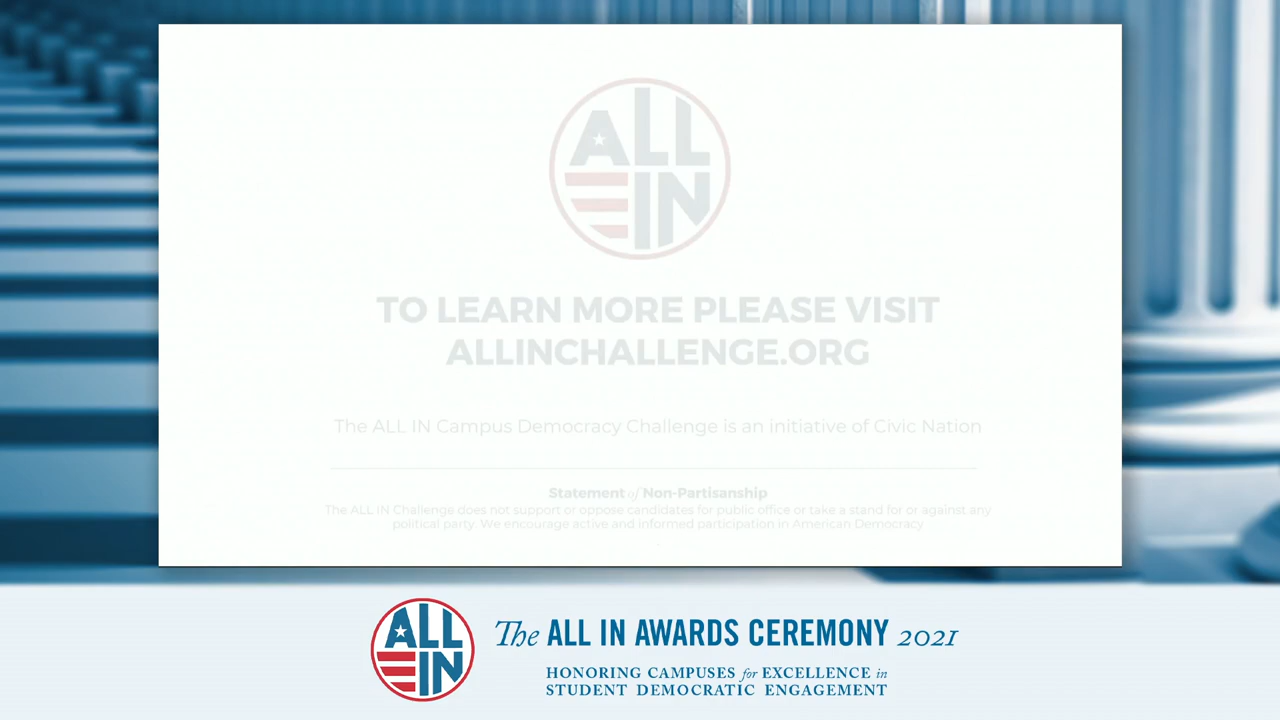 ALL
IN
TO LEARN MORE PLEASE VISIT
ALLINCHALLENGE.ORG
The ALL IN Campus Democracy Challenge is an initiative of Civic Nation
Statement of Non-Partisanship
The ALL IN Challenge does not support or oppose candidates for public office or take a stand for or against any
political party. We encourage active and informed participation in American Democracy
ALL
IN
The ALL IN AWARDS CEREMONY 2021
HONORING CAMPUSES for EXCELLENCE in
STUDENT DEMOCRATIC ENGAGEMENT